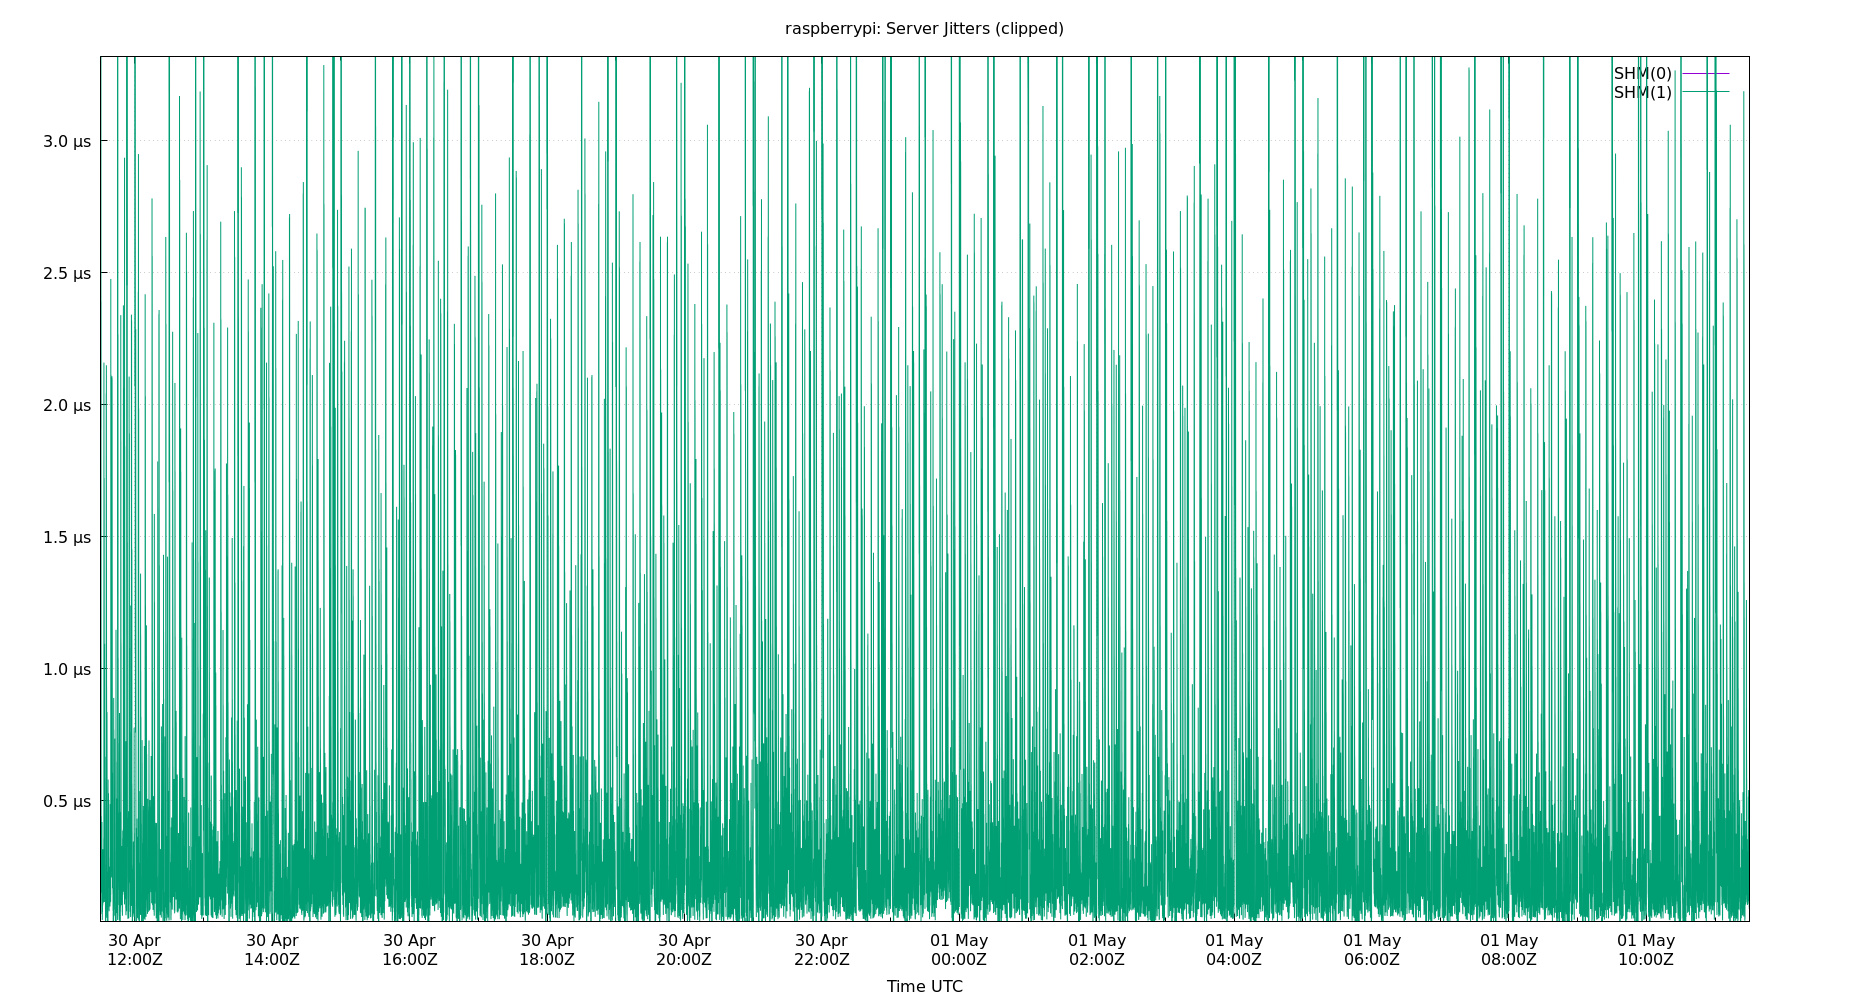 raspberrypi: Server Jitters (clipped)
SHM(0)
SHM(1)
3.0 µs
2.5 µs
2.0 µs
1.5 µs
1.0 µs
0.5 µs
30 Apr 30 Apr 30 Apr 30 Apr 30 Apr 30 Apr 01 May 01 May 01 May 01 May 01 May 01 May
12:00Z 14:00Z 16:00Z 18:00Z 20:00Z 22:00Z 00:00Z 02:00Z 04:00Z 06:00Z 08:00Z 10:00Z
Time UTC